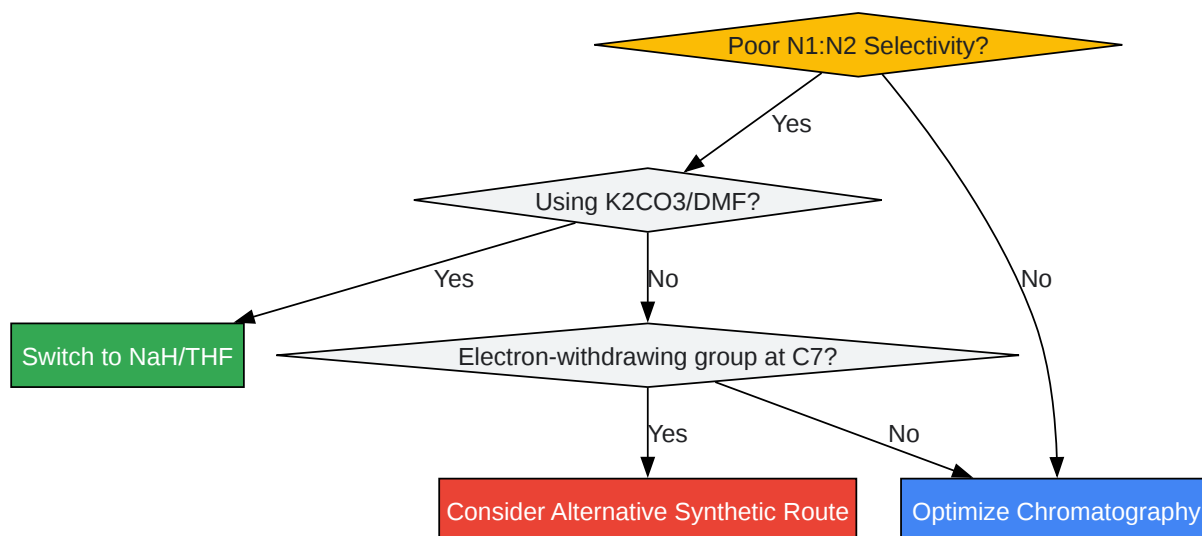 Poor N1:N2 Selectivity?
Yes
Using K2CO3/DMF?
Yes
No
No
Switch to NaH/THF
Electron-withdrawing group at C7?
Yes
No
Consider Alternative Synthetic Route
Optimize Chromatography